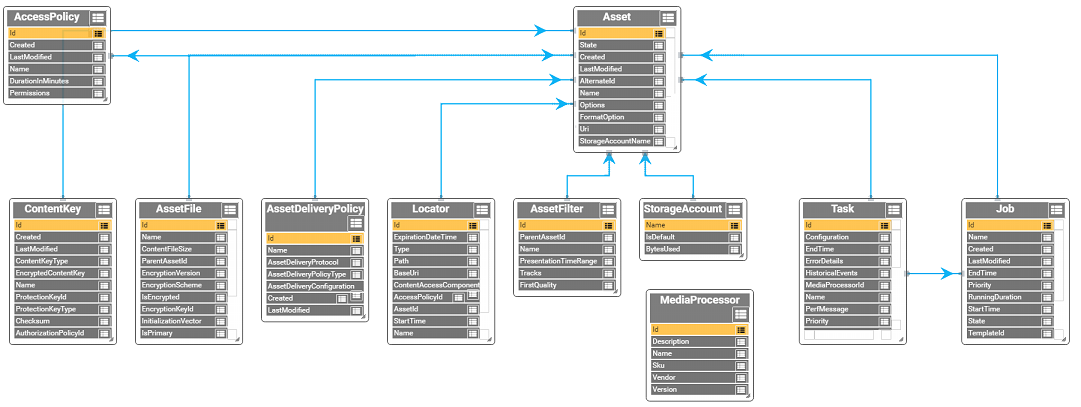 AccessPolicy
Id
Created
LastModified
Name
DurationInMinutes
Permissions
Asset
Id
State
Created
LastModified
AlternateId
Name
Options
FormatOption
Uri
StorageAccountName
ContentKey
Id
Created
LastModified
ContentKeyType
EncryptedContentKey
Name
ProtectionKeyId
ProtectionKeyType
Checksum
AuthorizationPolicyId
AssetFile
Id
Name
ContentFileSize
ParentAssetId
EncryptionVersion
EncryptionScheme
IsEncrypted
EncryptionKeyId
InitializationVector
IsPrimary
AssetDeliveryPolicy
Id
Name
AssetDeliveryProtocol
AssetDeliveryPolicyType
AssetDeliveryConfiguration
Created
LastModified
Locator
Id
ExpirationDateTime
Type
Path
BaseUri
ContentAccessComponent
AccessPolicyId
AssetId
StartTime
Name
AssetFilter
Id
ParentAssetId
Name
PresentationTimeRange
Tracks
FirstQuality
StorageAccount
Name
IsDefault
BytesUsed
MediaProcessor
Id
Description
Name
Sku
Vendor
Version
Task
Id
Configuration
EndTime
ErrorDetails
HistoricalEvents
MediaProcessorId
Name
PerfMessage
Priority
Job
Id
Name
Created
LastModified
EndTime
Priority
RunningDuration
StartTime
State
TemplateId